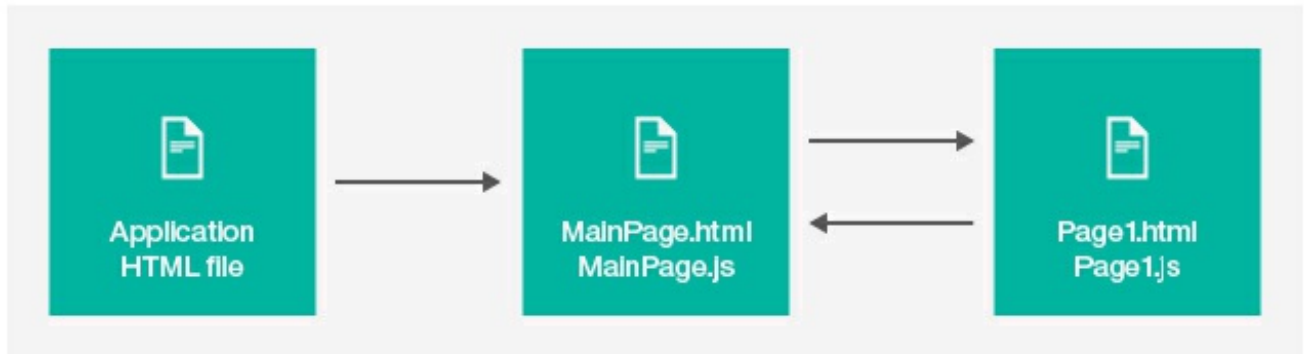 Application
HTML file
MainPage.html
MainPage.js
Page1.html
Page1.js